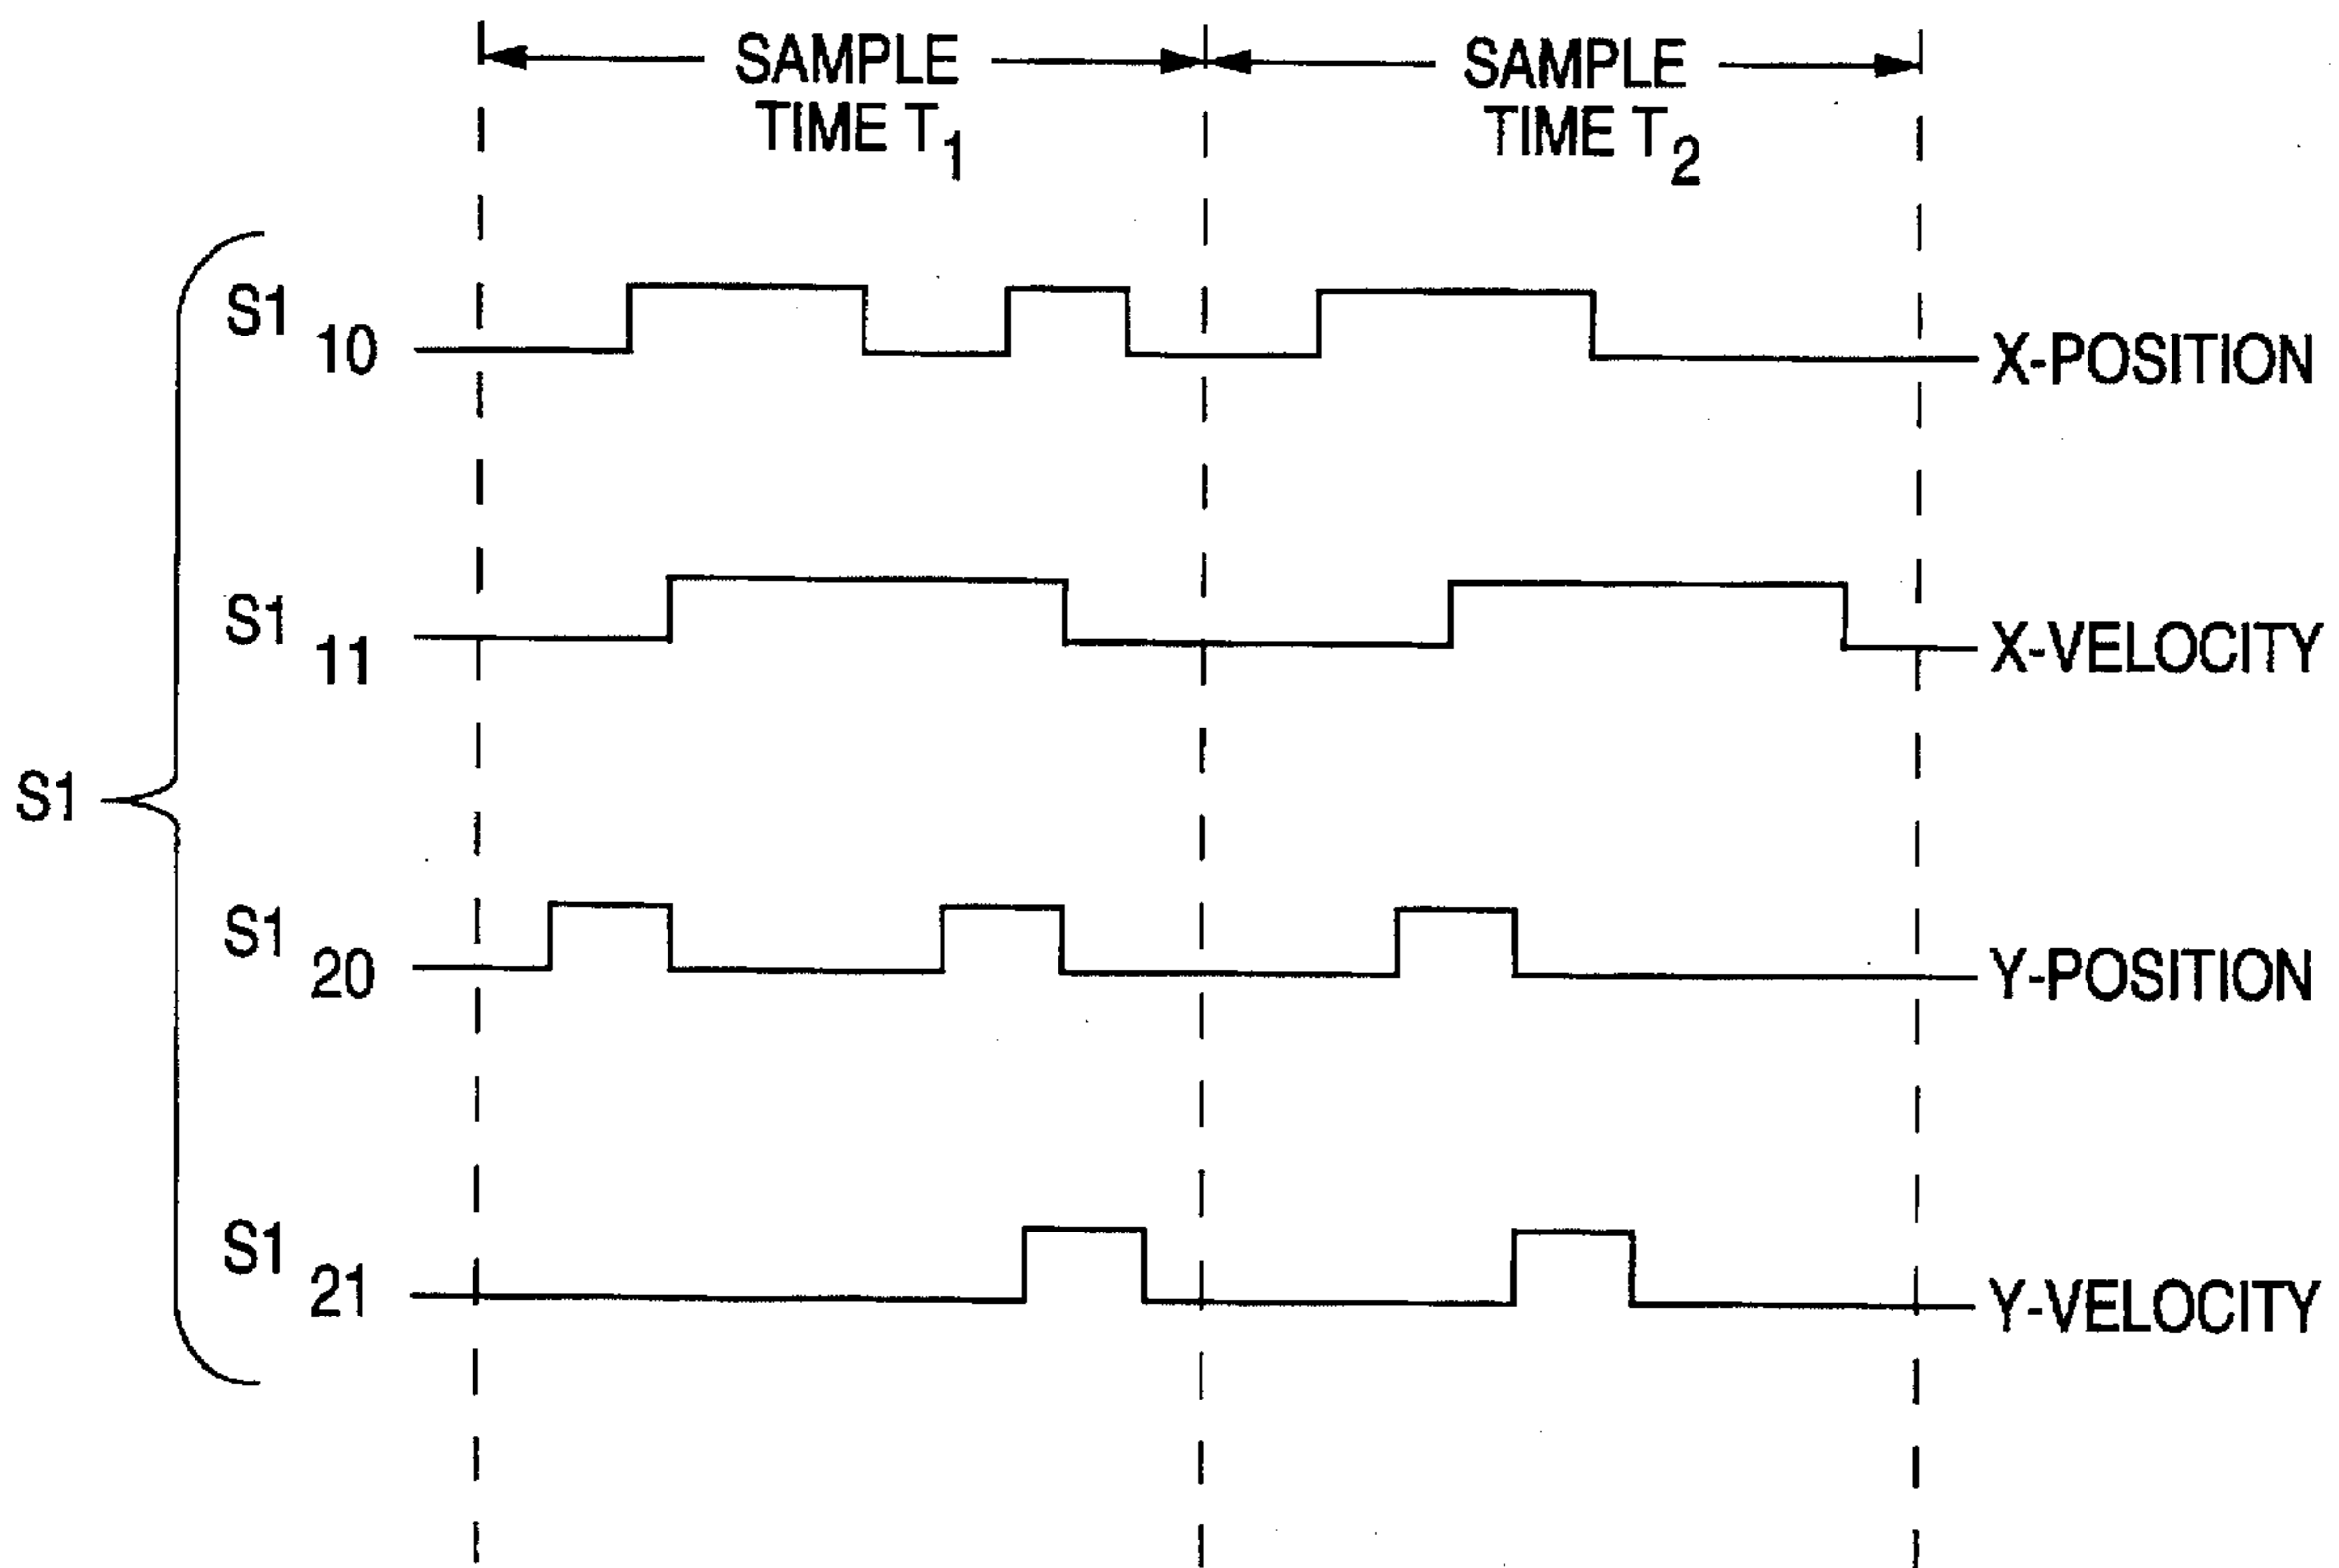 SAMPLE
TIME T1
SAMPLE
TIME T2
S1 10
X-POSITION
S1 11
X-VELOCITY
S1
S1 20
Y-POSITION
S1 21
Y-VELOCITY